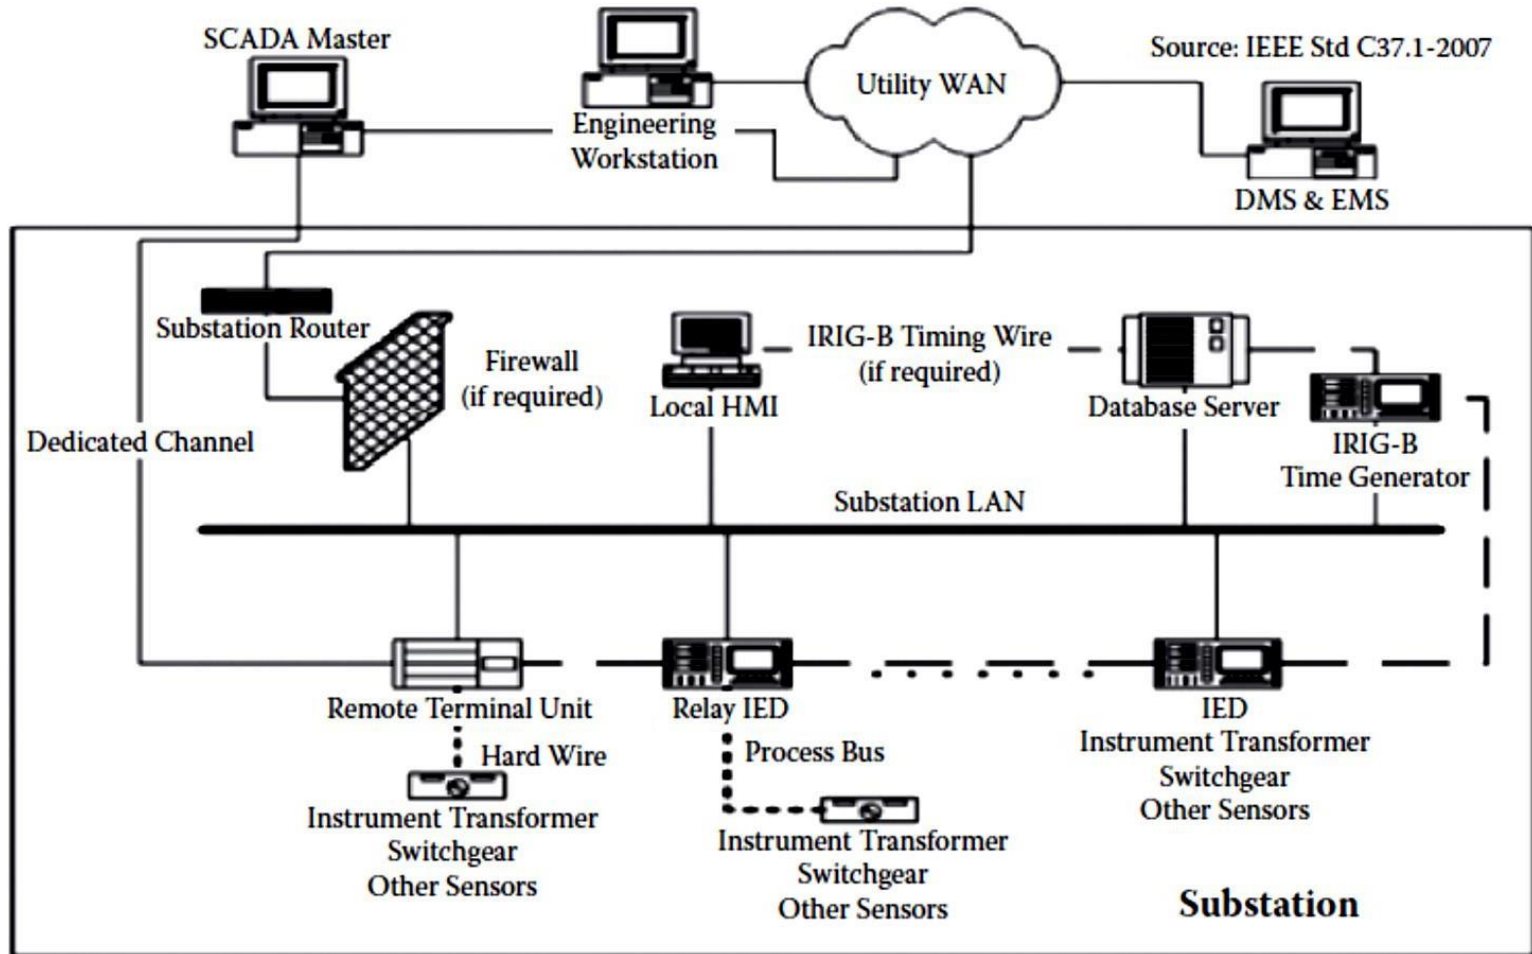 SCADA Master
Engineering
Workstation
Utility WAN
Source: IEEE Std C37.1-2007
DMS & EMS
Substation Router
Firewall
(if required)
Local HMI
IRIG-B Timing Wire
(if required)
Database Server
IRIG-B
Time Generator
Dedicated Channel
Substation LAN
Remote Terminal Unit
Hard Wire
Instrument Transformer
Switchgear
Other Sensors
Relay IED
Process Bus
Instrument Transformer
Switchgear
Other Sensors
IED
Instrument Transformer
Switchgear
Other Sensors
Substation